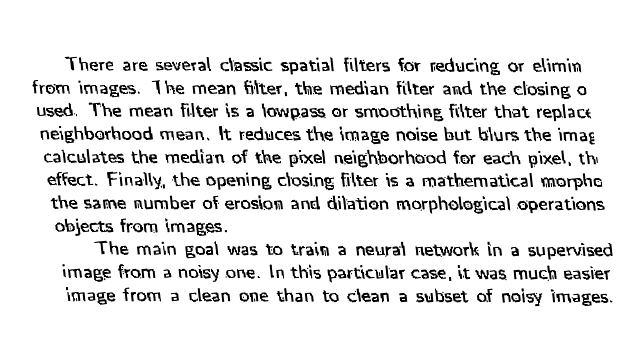 There are several classic spatial filters for reducing or elimin
from images. The mean filter, the median filter and the closing o
used. The mean filter is a lowpass or smoothing filter that replac
neighborhood mean. It reduces the image noise but blurs the imag
calculates the median of the pixel neighborhood for each pixel, th
effect. Finally, the opening closing filter is a mathematical morpho
the same number of erosion and dilation morphological operations
objects from images.
The main goal was to train a neural network in a supervised
image from a noisy one. In this particular case, it was much easier
image from a clean one than to clean a subset of noisy images.